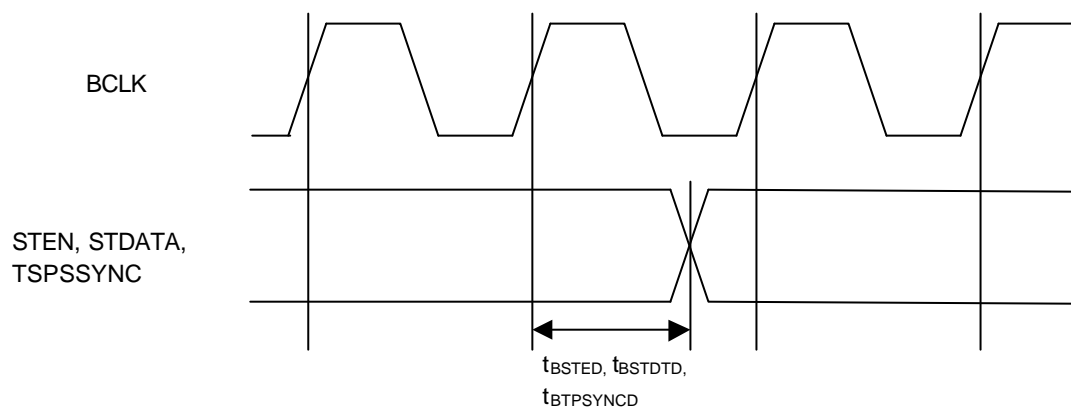 BCLK
STEN, STDATA,
TSPSSYNC
tBSTED, tBSTDTD,
tBTPSYNCD